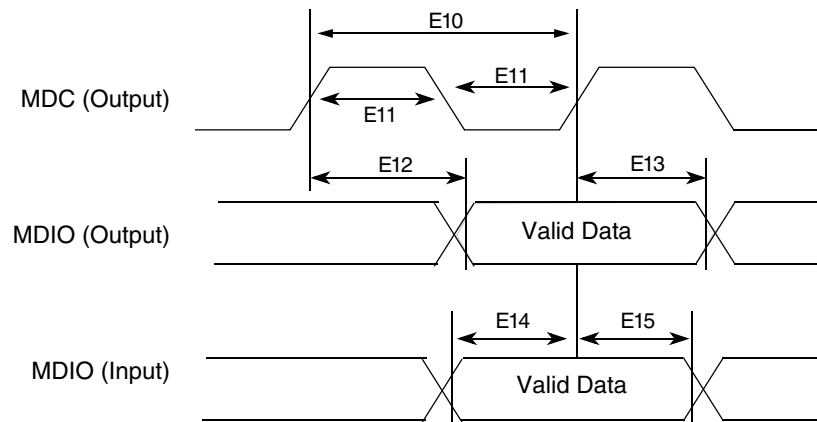 E10
MDC (Output)
E11
E11
E12
E13
MDIO (Output)
Valid Data
E14
E15
MDIO (Input)
Valid Data